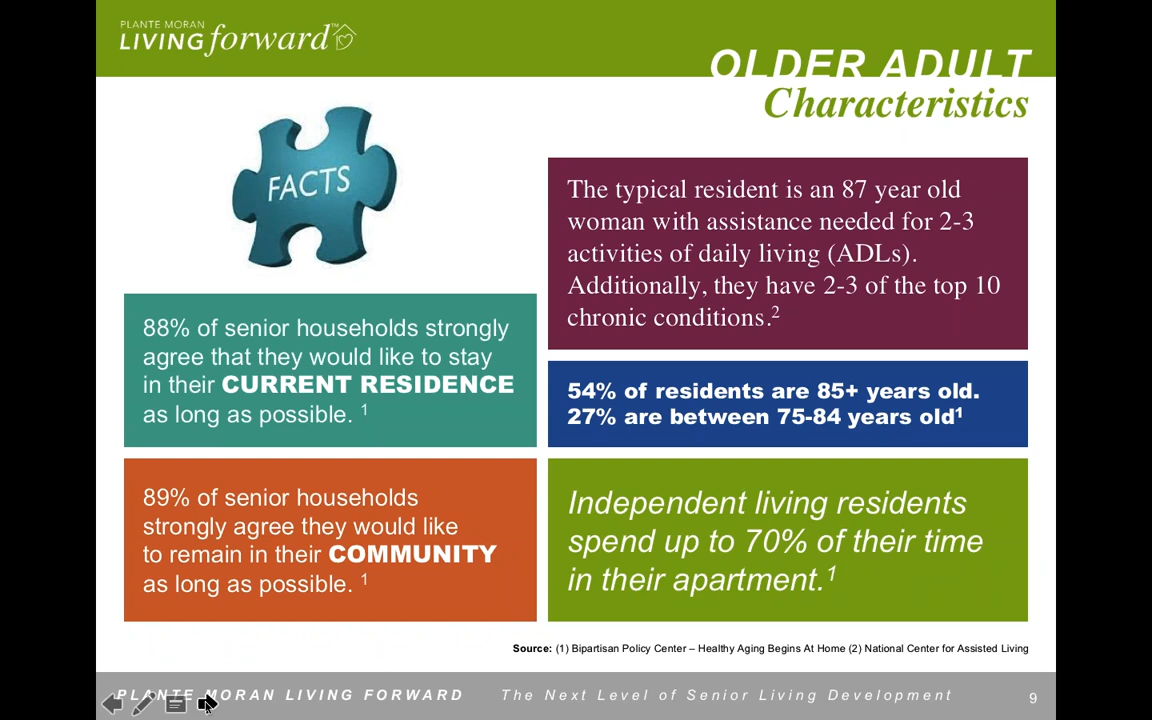 PLANTE MORAN
LIVING forward™
OLDER ADULT
Characteristics
FACTS
88% of senior households strongly
agree that they would like to stay
in their CURRENT RESIDENCE
as long as possible. 1
89% of senior households
strongly agree they would like
to remain in their COMMUNITY
as long as possible. 1
The typical resident is an 87 year old
woman with assistance needed for 2-3
activities of daily living (ADLs).
Additionally, they have 2-3 of the top 10
chronic conditions.2
54% of residents are 85+ years old.
27% are between 75-84 years old1
Independent living residents
spend up to 70% of their time
in their apartment.1
Source: (1) Bipartisan Policy Center – Healthy Aging Begins At Home (2) National Center for Assisted Living
PLANTE MORAN LIVING FORWARD The Next Level of Senior Living Development 9